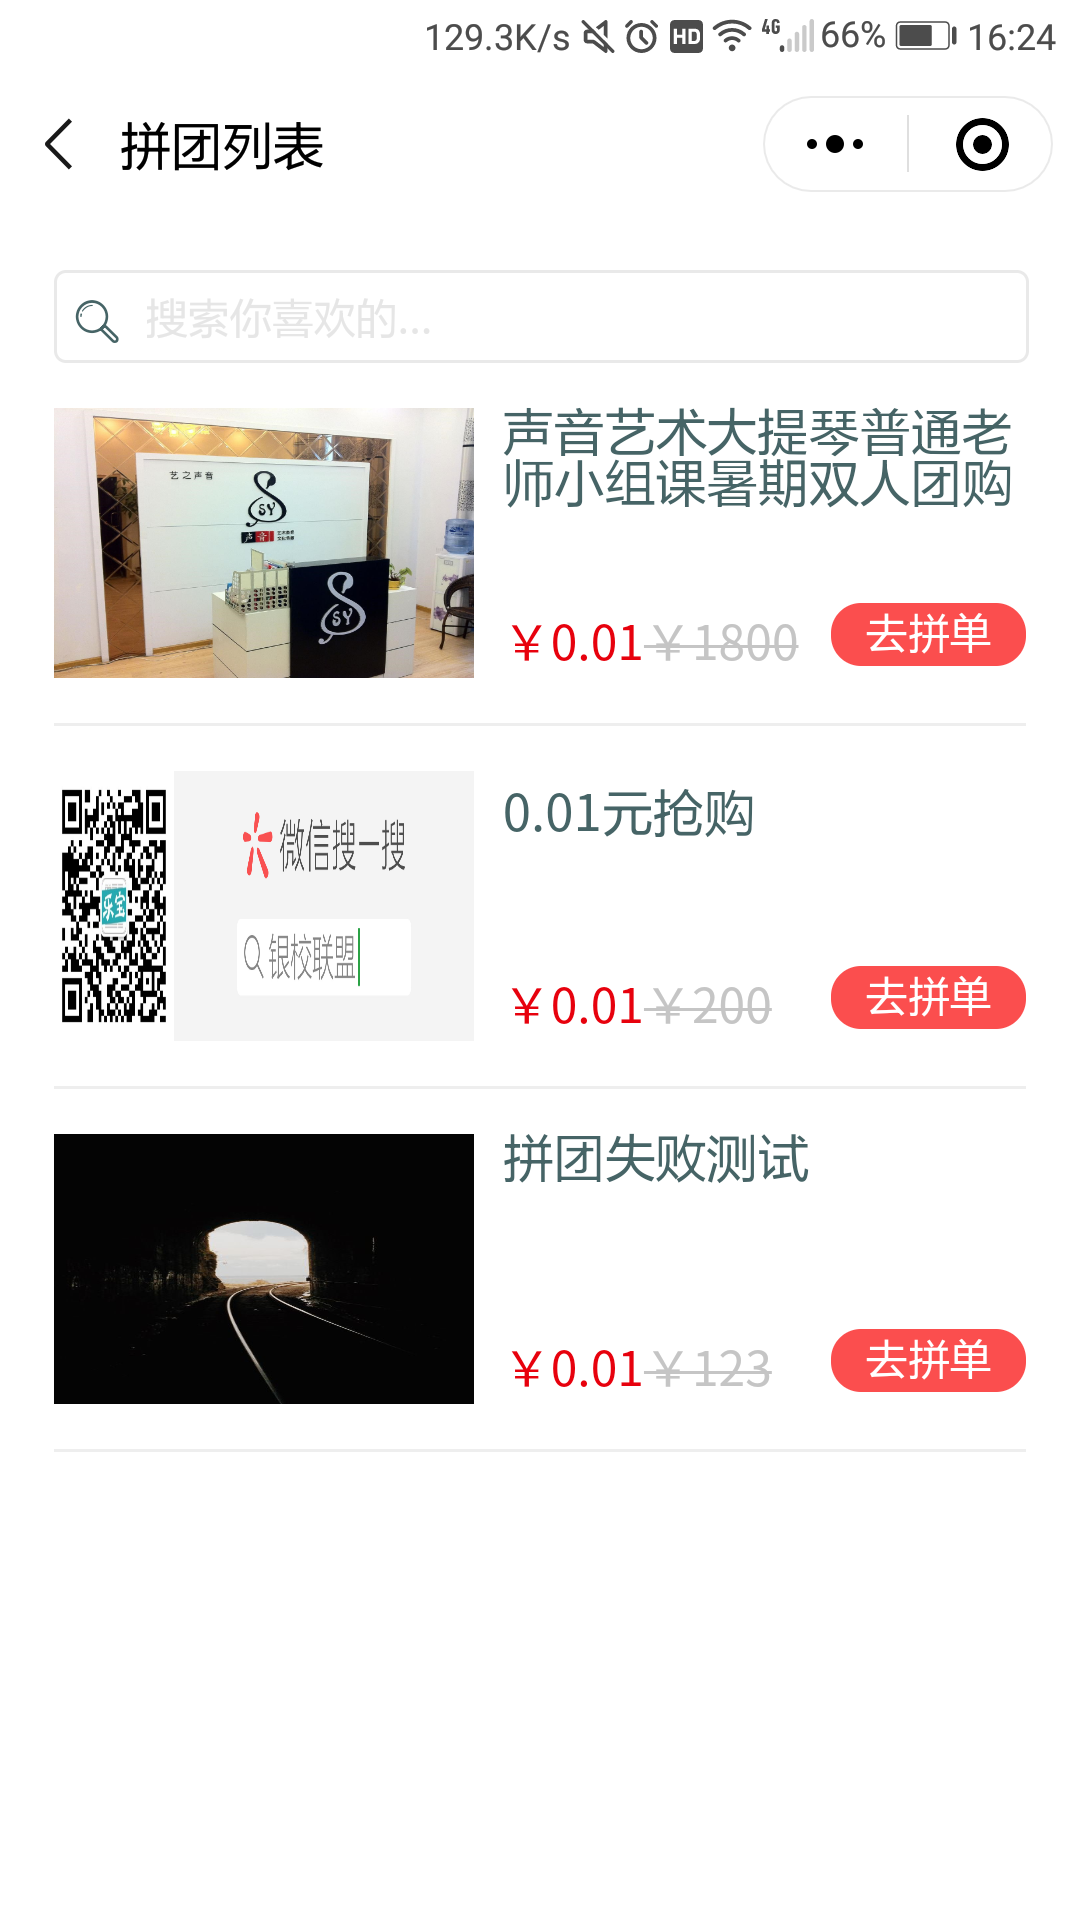 129.3K/s HD 4G 66% 16:24
拼团列表
搜索你喜欢的...
艺之声音
SY
声音
SY
声音艺术大提琴普通老
师小组课暑期双人团购
￥0.01￥1800 去拼单
乐宝
微信搜一搜
银校联盟
0.01元抢购
￥0.01￥200 去拼单
拼团失败测试
￥0.01￥123 去拼单